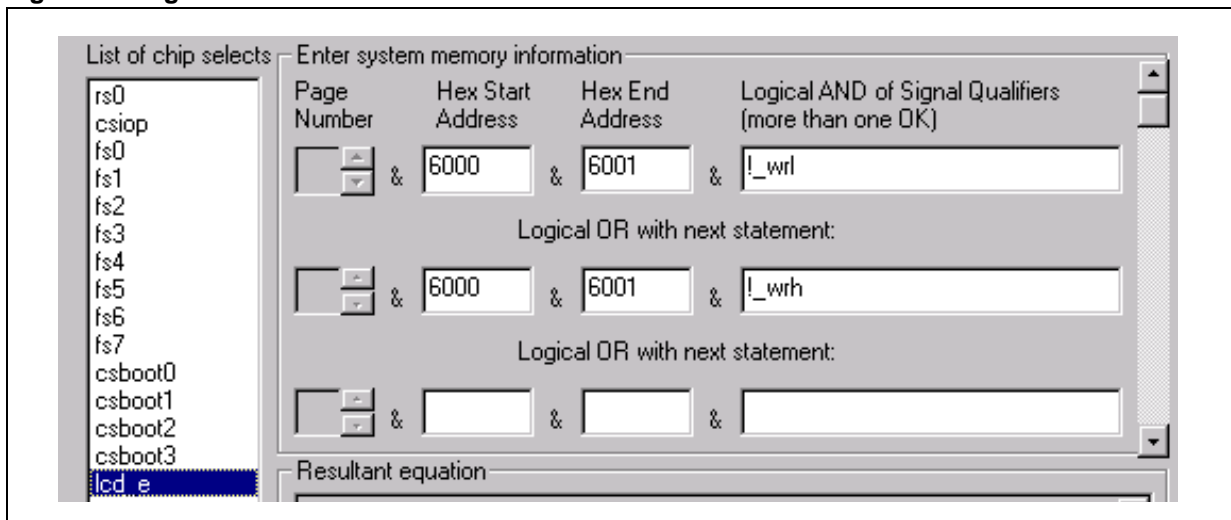 List of chip selects
rs0
csiop
fs0
fs1
fs2
fs3
fs4
fs5
fs6
fs7
csboot0
csboot1
csboot2
csboot3
lcd_e
Enter system memory information
Page Number
Hex Start Address
Hex End Address
Logical AND of Signal Qualifiers
(more than one OK)
& 6000 & 6001 & !_wrl
Logical OR with next statement:
& 6000 & 6001 & !_wrh
Logical OR with next statement:
& & &
Resultant equation